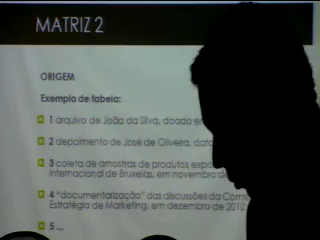 MATRIZ 2
ORIGEM
Exemplo de tabela:
1 arquivo de João da Silva, doado
2 depoimento de José de Oliveira,
3 coleta de amostras de produtos
Internacional de Bruxelas, em novembro
4 "documentarização" das discussões da
Estratégia de Marketing, em dezembro de 2012
5 ...